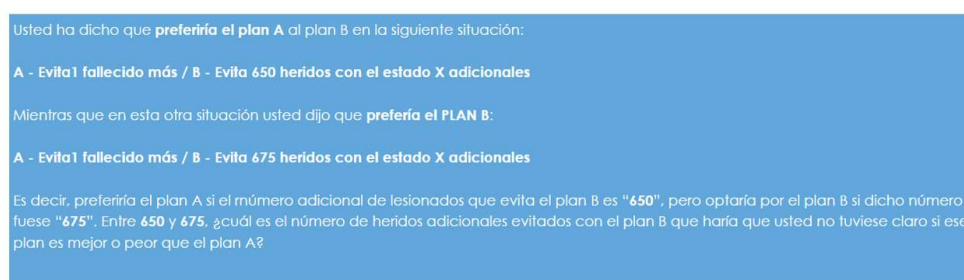 Usted ha dicho que preferiría el plan A al plan B en la siguiente situación:
A - Evita1 fallecido más / B - Evita 650 heridos con el estado X adicionales
Mientras que en esta otra situación usted dijo que prefería el PLAN B:
A - Evita1 fallecido más / B - Evita 675 heridos con el estado X adicionales
Es decir, preferiría el plan A si el rnúmero adicional de lesionados que evita el plan B es “650”, pero optaría por el plan B si dicho número
fuese “675”. Entre 650 y 675, ¿cuál es el número de heridos adicionales evitados con el plan B que haría que usted no tuviese claro si ese
plan es mejor o peor que el plan A?